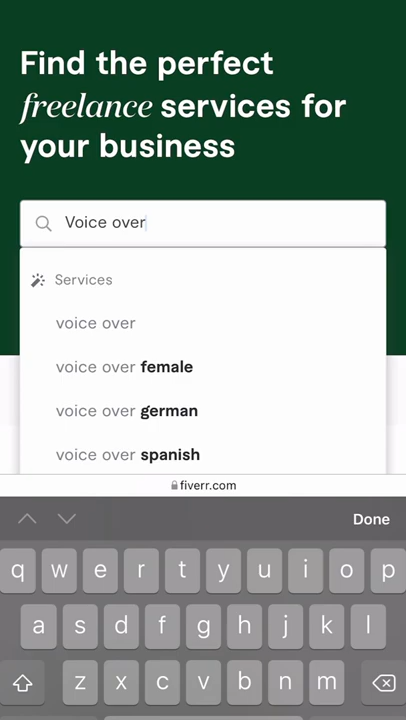 Find the perfect
freelance services for
your business
Voice over
Services
voice over
voice over female
voice over german
voice over spanish
fiverr.com
Done
q w e r t y u i o p
a s d f g h j k l
z x c v b n m